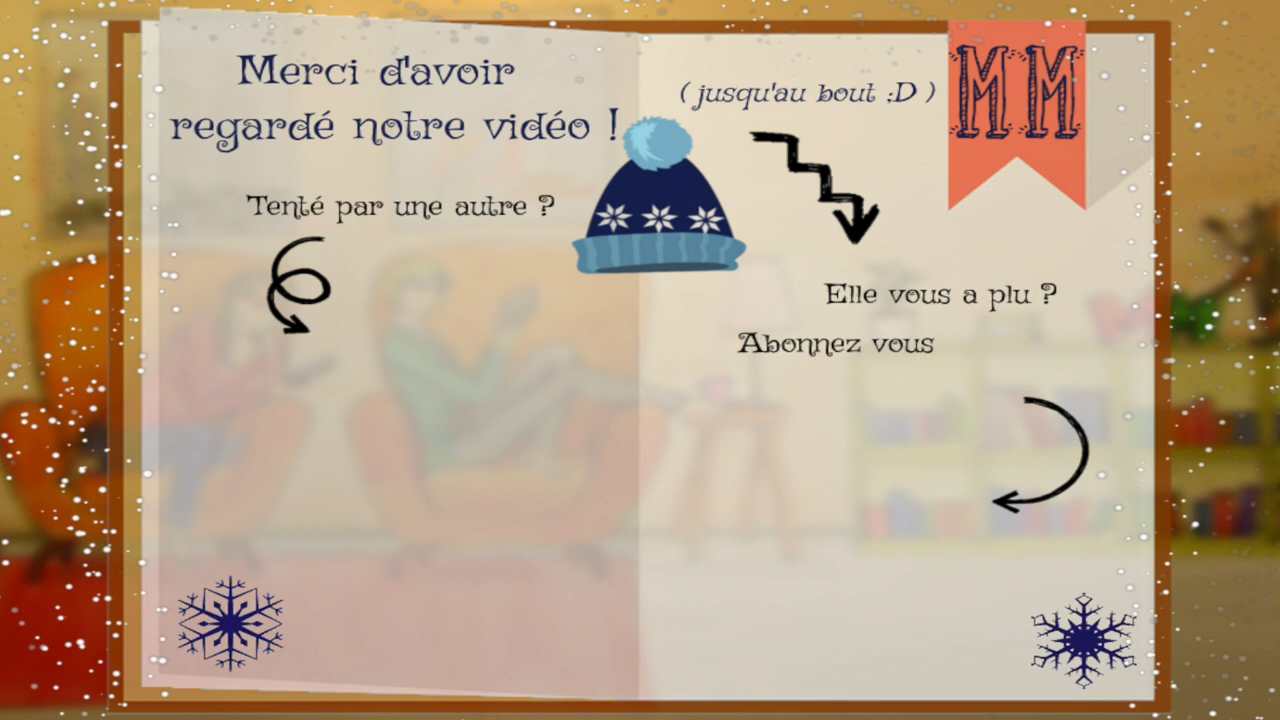 Merci d'avoir
regardé notre vidéo !
( jusqu'au bout :D )
MM
Tenté par une autre ?
Elle vous a plu ?
Abonnez vous